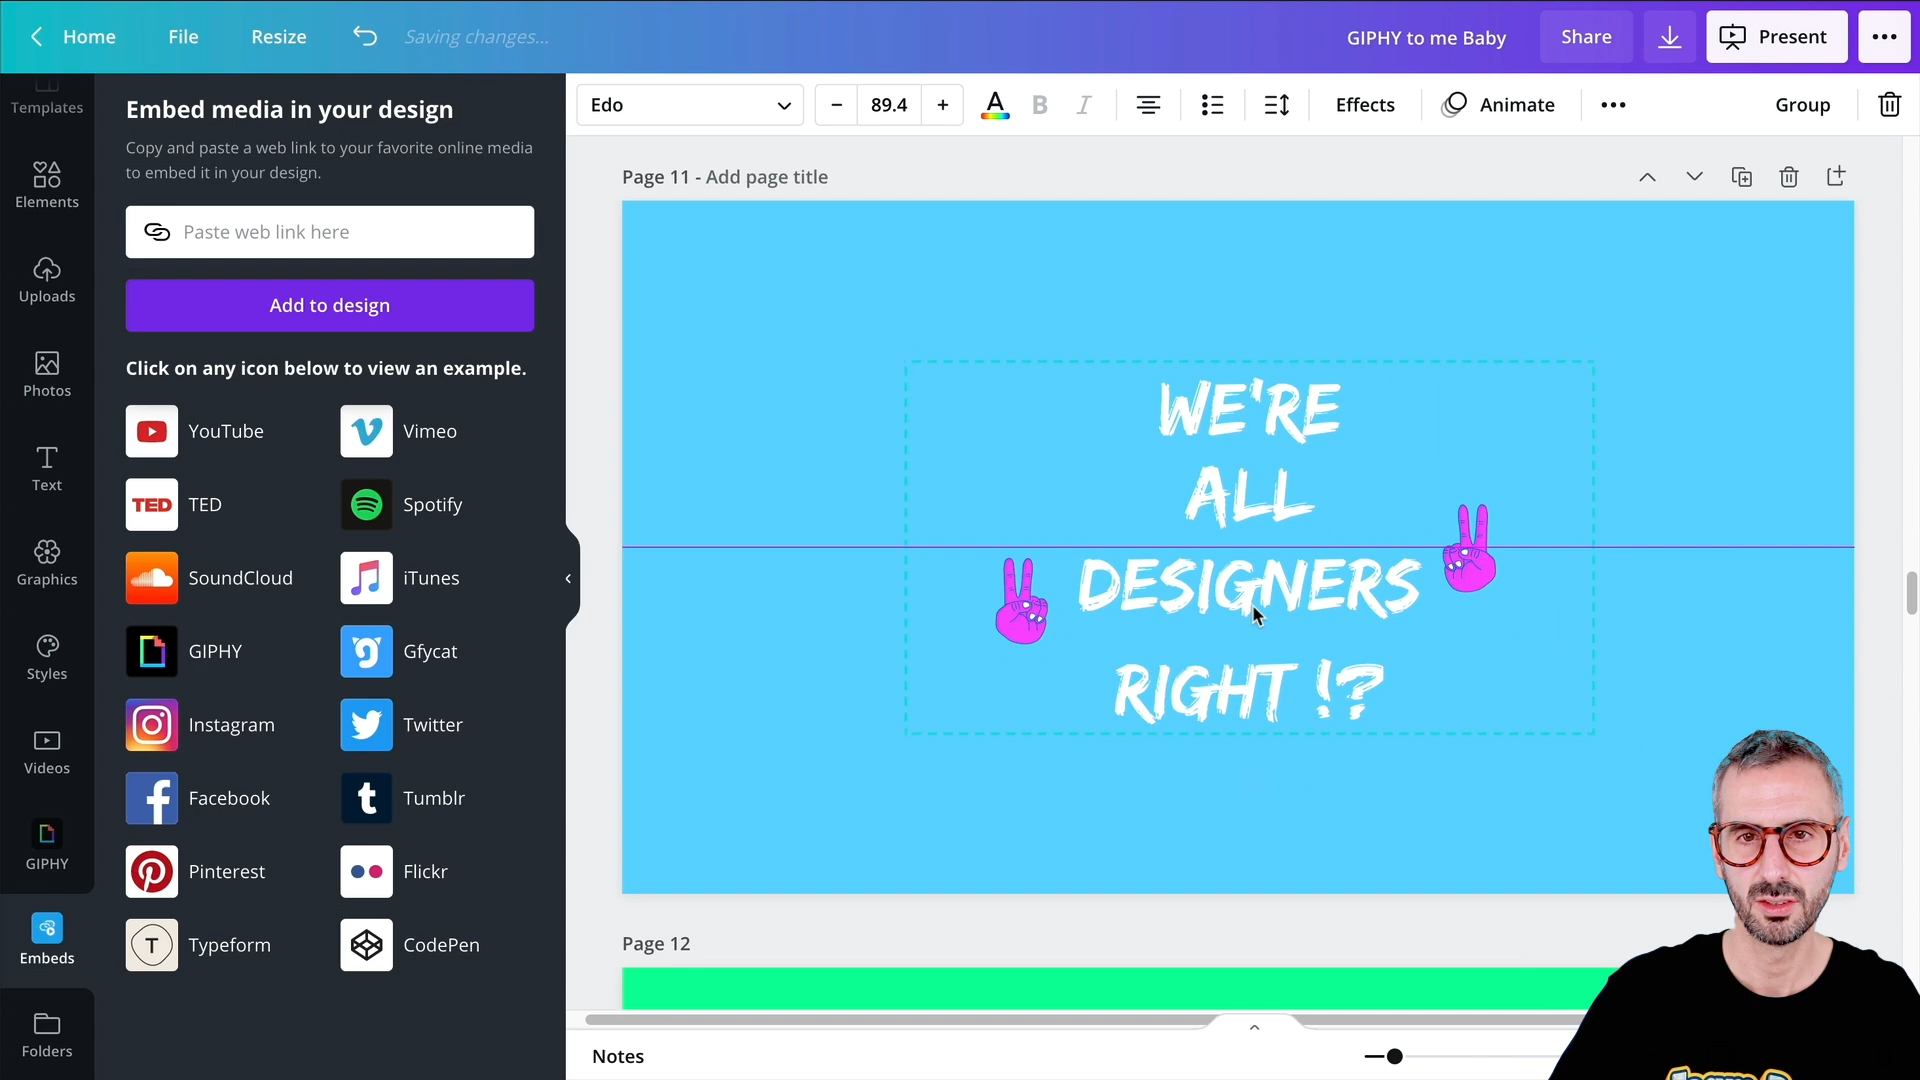 Home
File
Resize
Saving changes...
GIPHY to me Baby
Share
Present
Templates
Elements
Uploads
Photos
Text
Graphics
Styles
Videos
GIPHY
Embeds
Folders
Embed media in your design
Copy and paste a web link to your favorite online media
to embed it in your design.
Paste web link here
Add to design
Click on any icon below to view an example.
YouTube
Vimeo
TED
TED
Spotify
SoundCloud
iTunes
GIPHY
Gfycat
Instagram
Twitter
Facebook
Tumblr
Pinterest
Flickr
T
Typeform
CodePen
Edo
89.4
A
B
I
Effects
Animate
Group
Page 11 - Add page title
WE'RE
ALL
DESIGNERS
RIGHT !?
Page 12
Notes